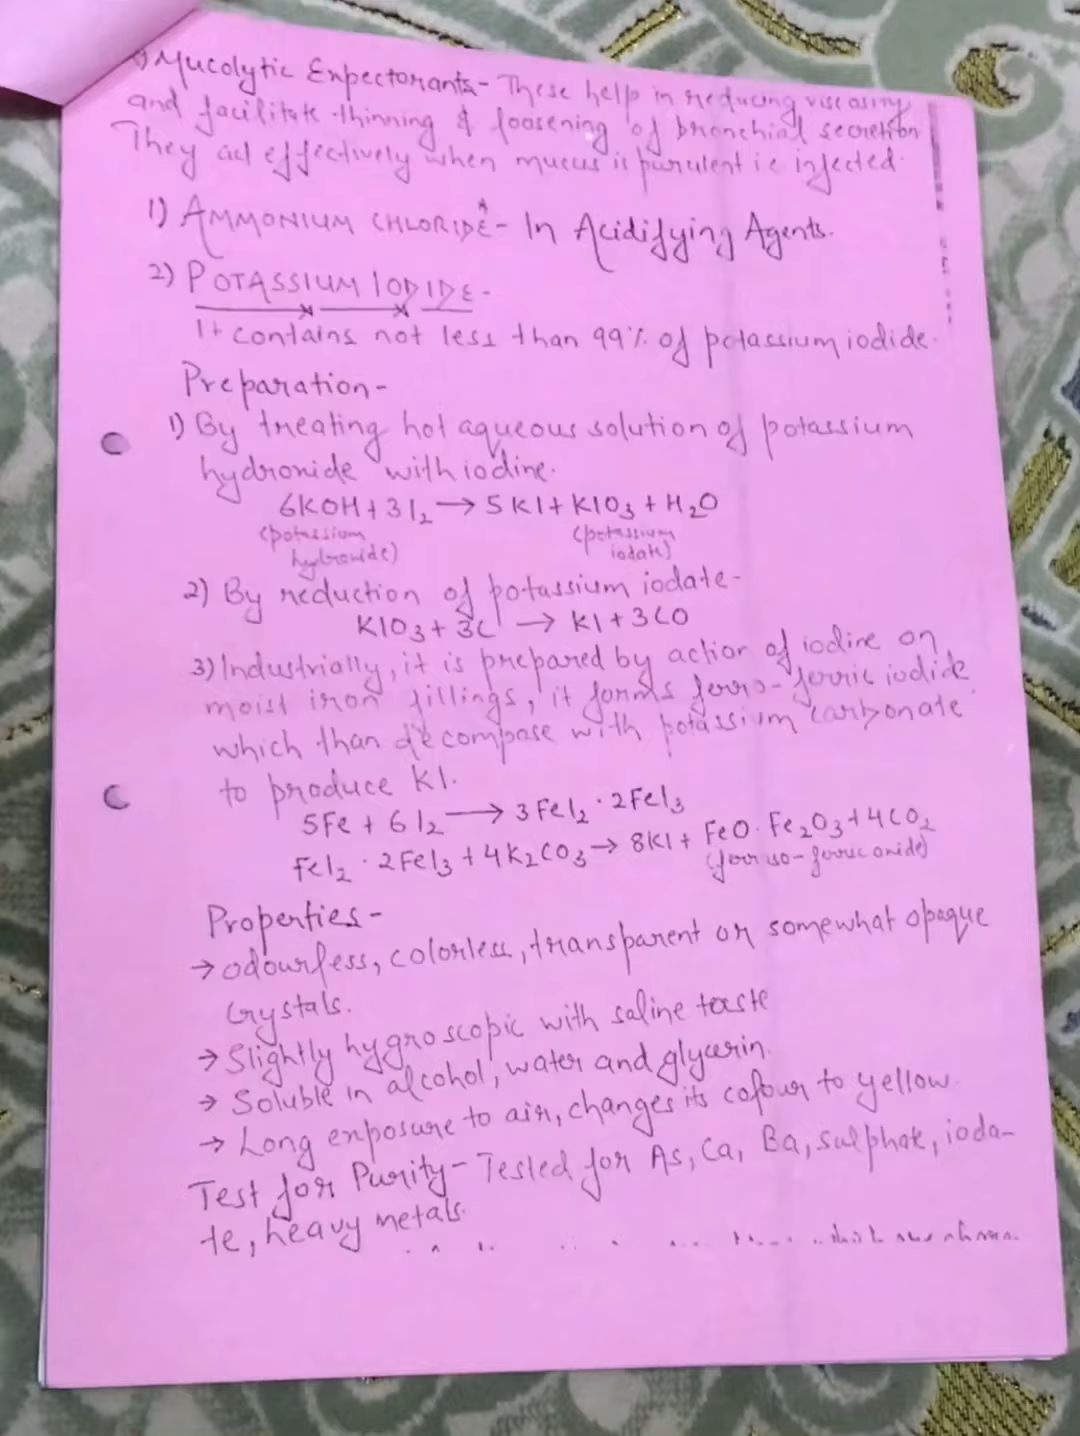 Mucolytic Expectorants - These help in reducing viscosity
and facilitate thinning & loosening of bronchial secretion
They act effectively when mucus is purulent ie infected.
1) AMMONIUM CHLORIDE - In Acidifying Agents.
2) POTASSIUM IODIDE -
It contains not less than 99% of potassium iodide.
Preparation -
1) By treating hot aqueous solution of potassium
hydroxide with iodine.
6KOH + 3I₂ → 5KI + KIO₃ + H₂O
(potassium (potassium
hydroxide) iodate)
2) By reduction of potassium iodate -
KIO₃ + 3C → KI + 3CO
3) Industrially, it is prepared by action of iodine on
moist iron fillings, it forms ferro-ferric iodide
which than decompose with potassium carbonate
to produce KI.
5Fe + 6I₂ → 3FeI₂ · 2FeI₃
FeI₂ · 2FeI₃ + 4K₂CO₃ → 8KI + FeO · Fe₂O₃ + 4CO₂
(ferroso-ferric oxide)
Properties -
→ odourless, colorless, transparent or somewhat opaque
crystals.
→ Slightly hygroscopic with saline taste
→ Soluble in alcohol, water and glycerin.
→ Long exposure to air, changes its colour to yellow.
Test for Purity - Tested for As, Ca, Ba, sulphate, ioda-
te, heavy metals.